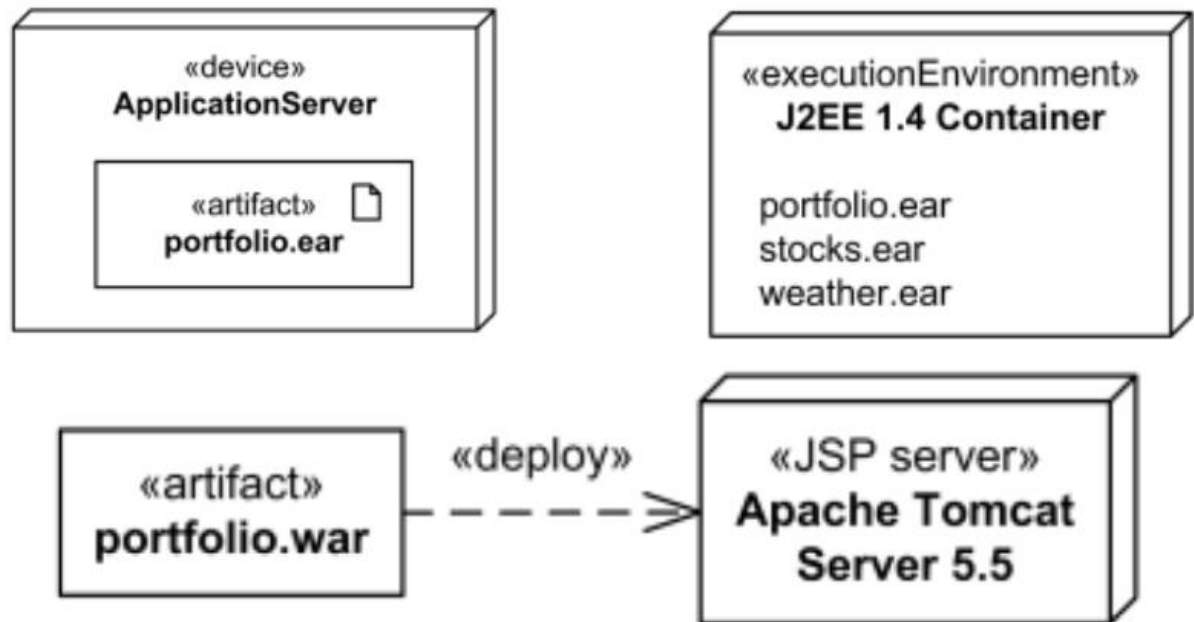 «device»
ApplicationServer
«artifact»
portfolio.ear
«executionEnvironment»
J2EE 1.4 Container
portfolio.ear
stocks.ear
weather.ear
«artifact»
portfolio.war
«deploy»
«JSP server»
Apache Tomcat
Server 5.5